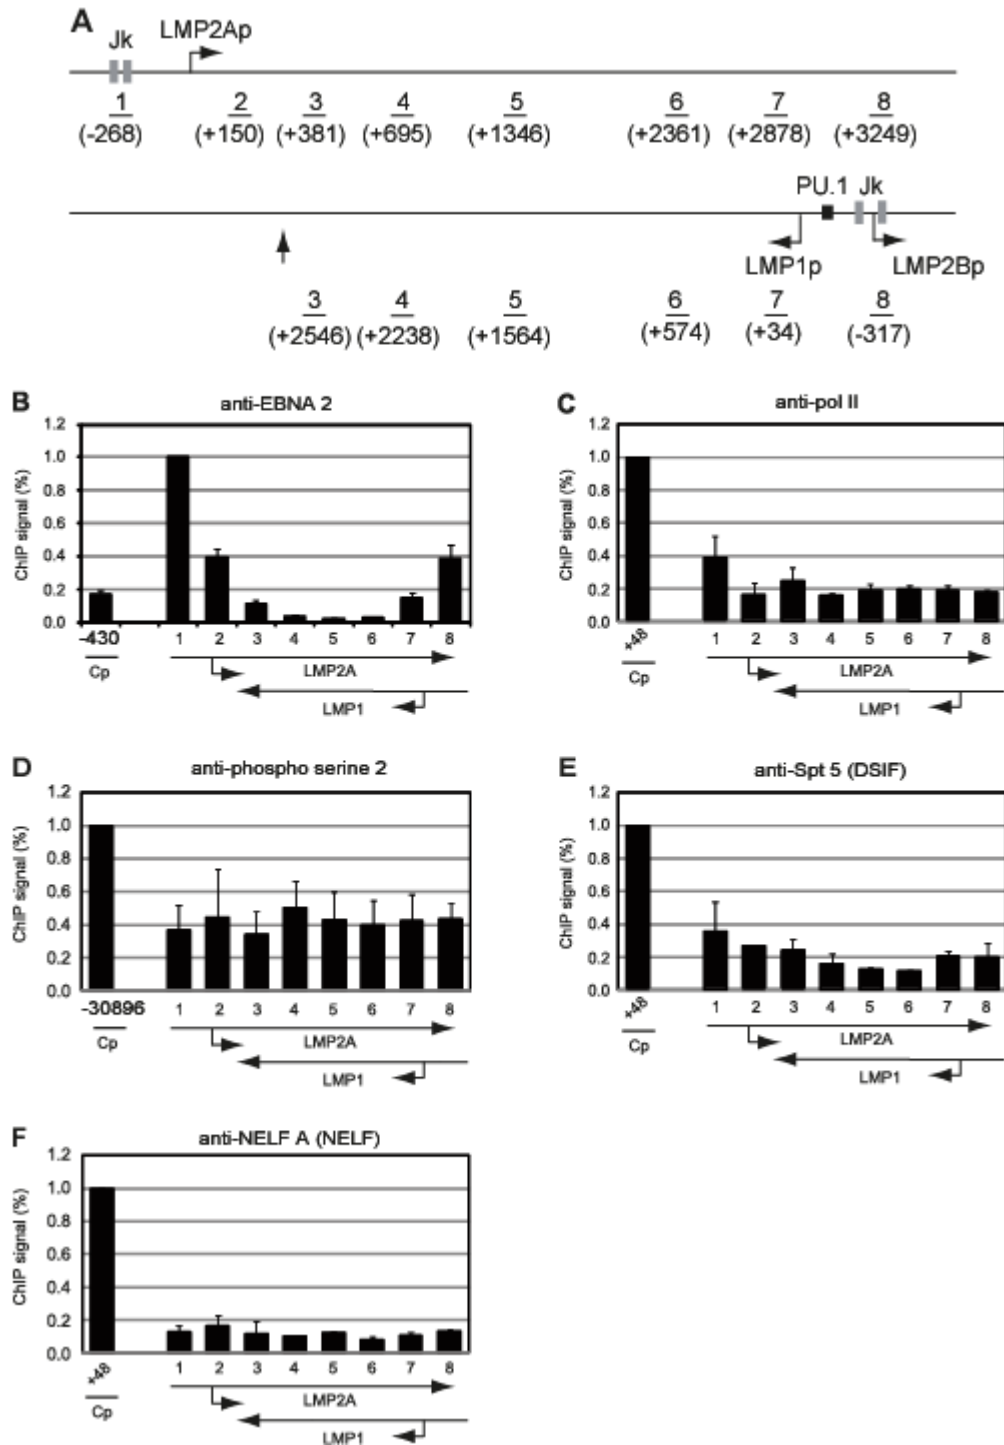 A
Jk LMP2Ap
1 2 3 4 5 6 7 8
(-268) (+150) (+381) (+695) (+1346) (+2361) (+2878) (+3249)
PU.1 Jk
LMP1p LMP2Bp
3 4 5 6 7 8
(+2546) (+2238) (+1564) (+574) (+34) (-317)
B anti-EBNA 2
ChIP signal (%)
1.2
1.0
0.8
0.6
0.4
0.2
0.0
-430 1 2 3 4 5 6 7 8
Cp LMP2A
LMP1
C anti-pol II
ChIP signal (%)
1.2
1.0
0.8
0.6
0.4
0.2
0.0
+48 1 2 3 4 5 6 7 8
Cp LMP2A
LMP1
D anti-phospho serine 2
ChIP signal (%)
1.2
1.0
0.8
0.6
0.4
0.2
0.0
-30896 1 2 3 4 5 6 7 8
Cp LMP2A
LMP1
E anti-Spt 5 (DSIF)
ChIP signal (%)
1.2
1.0
0.8
0.6
0.4
0.2
0.0
+48 1 2 3 4 5 6 7 8
Cp LMP2A
LMP1
F anti-NELF A (NELF)
ChIP signal (%)
1.2
1.0
0.8
0.6
0.4
0.2
0.0
+48 1 2 3 4 5 6 7 8
Cp LMP2A
LMP1